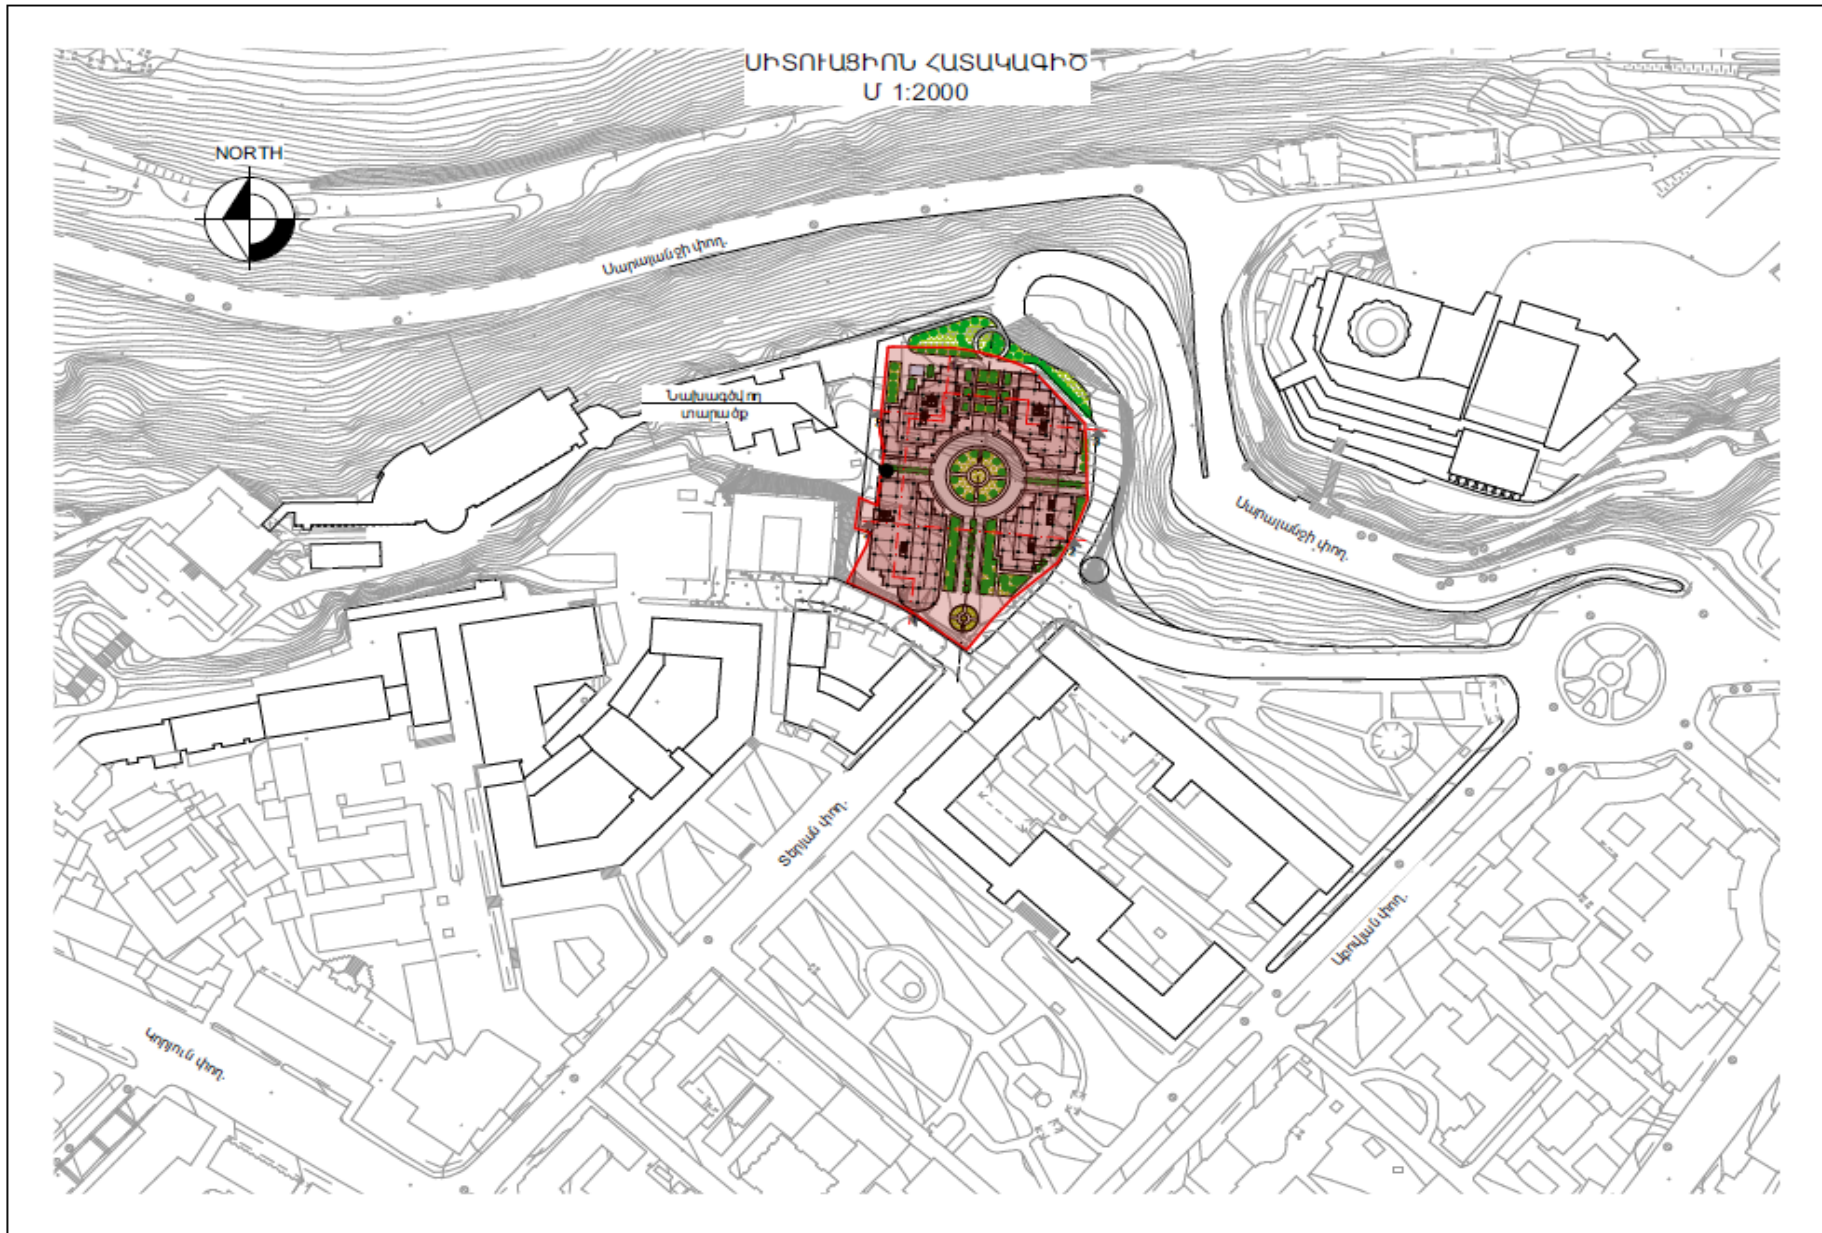 ՍԻՏՈՒԱՑԻՈՆ ՀԱՏԱԿԱԳԻԾ
Մ 1:2000
NORTH
Սարալանջի փող.
Նախագծվող
տարածք
Սարալանջի փող.
Տերյան փող.
Աբովյան փող.
Կորյուն փող.